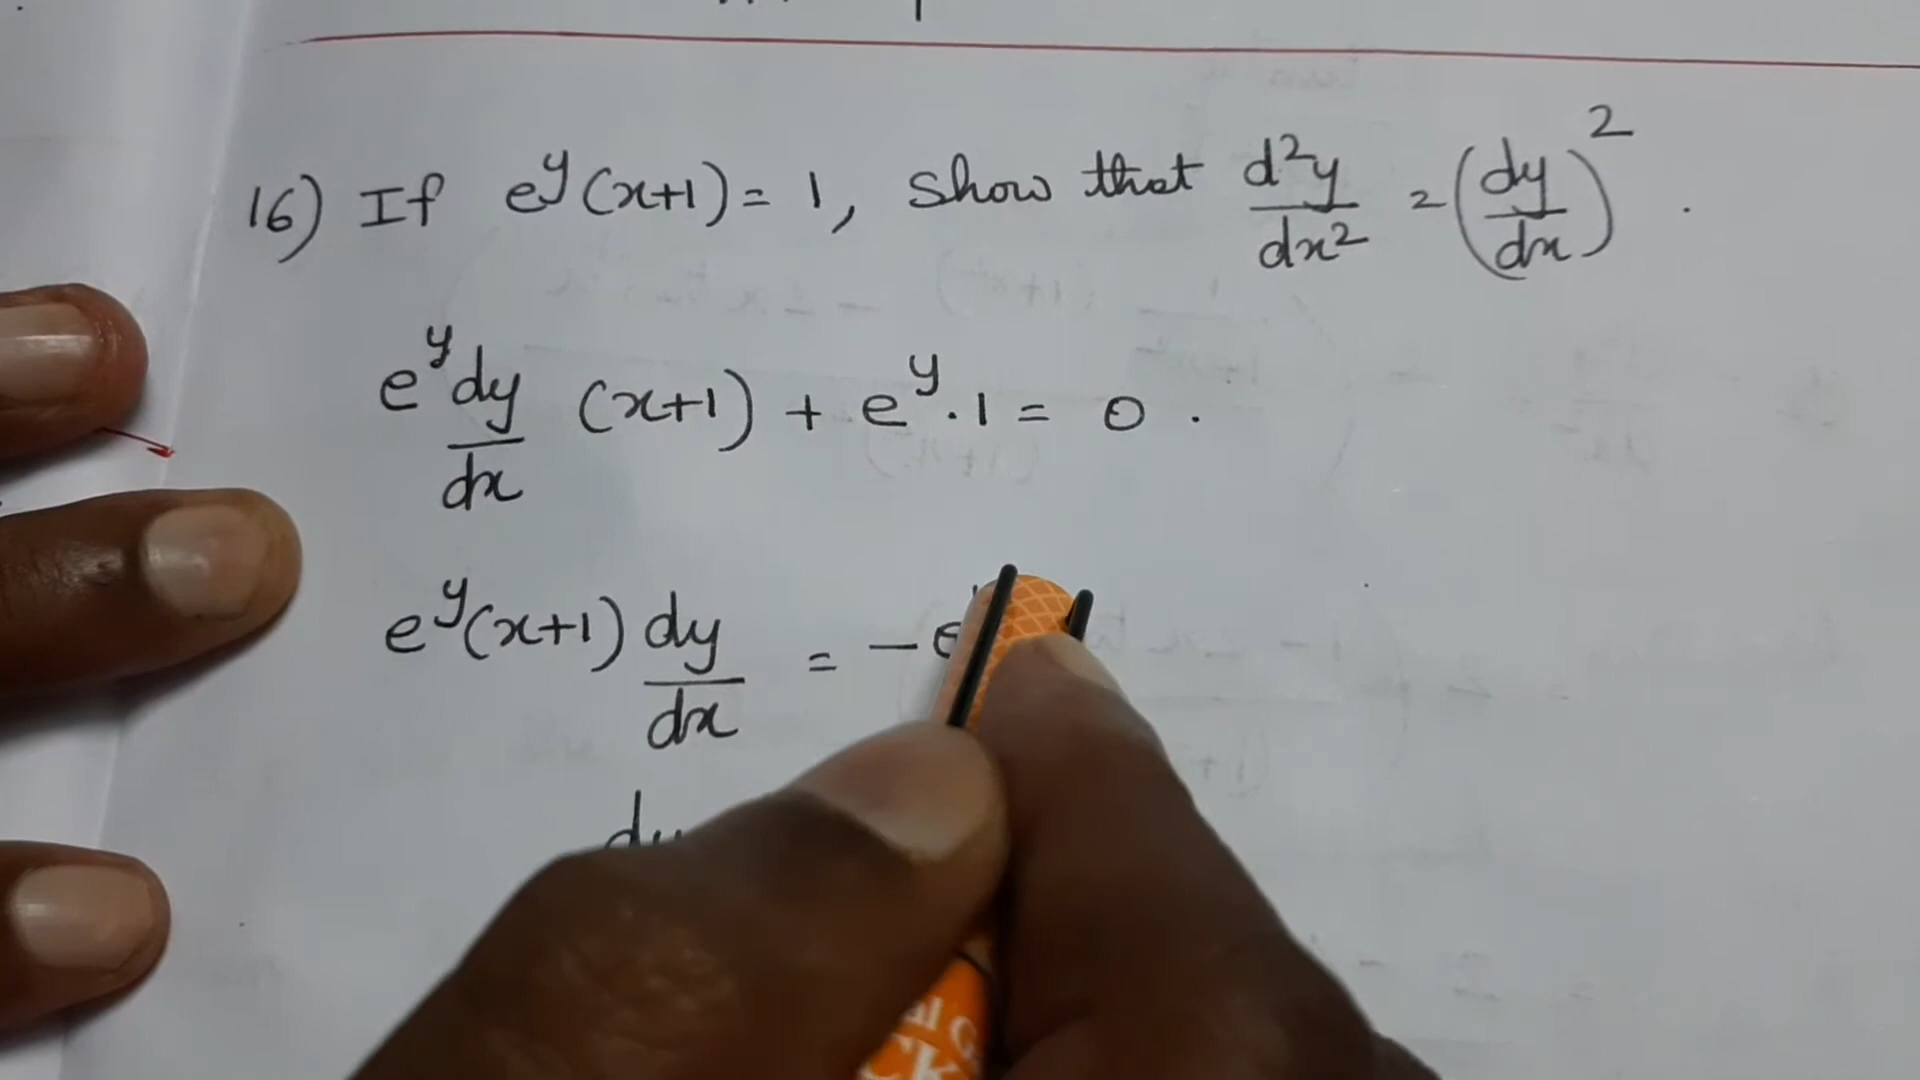 16) If e^y(x+1) = 1, show that d²y/dx² = (dy/dx)².
e^y dy/dx (x+1) + e^y . 1 = 0 .
e^y(x+1) dy/dx = - e